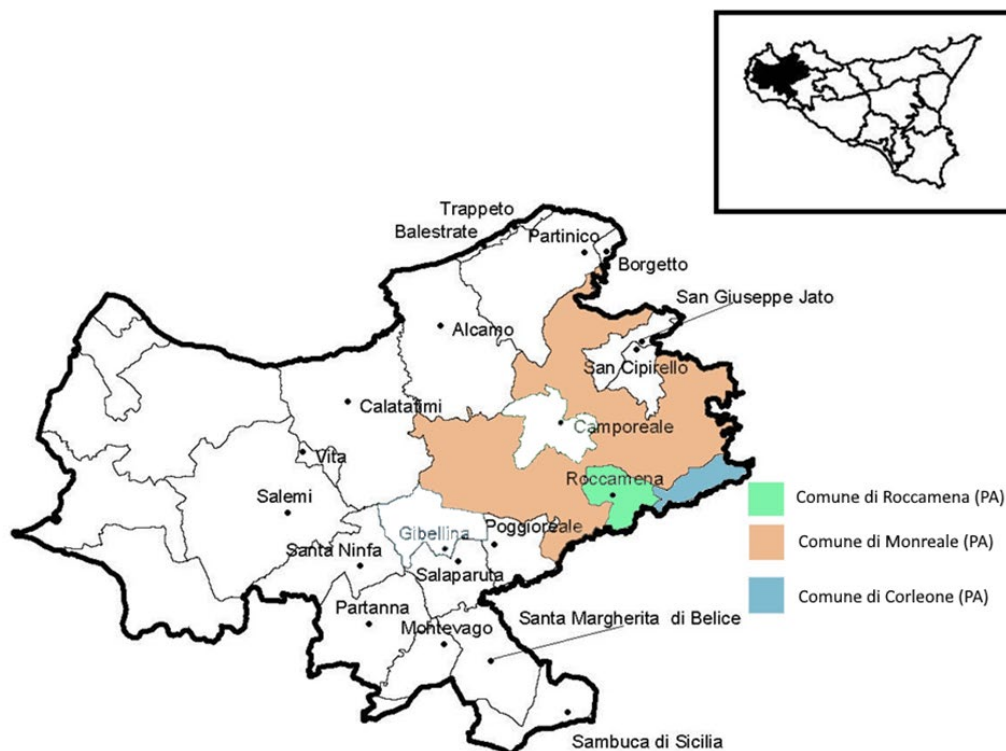 Trappeto
Balestrate
Partinico
Borgetto
San Giuseppe Jato
Alcamo
San Cipirello
Calatafimi
Camporeale
Vita
Roccamena
Salemi
Comune di Roccamena (PA)
Gibellina
Poggioreale
Santa Ninfa
Comune di Monreale (PA)
Salaparuta
Partanna
Comune di Corleone (PA)
Santa Margherita di Belice
Montevago
Sambuca di Sicilia